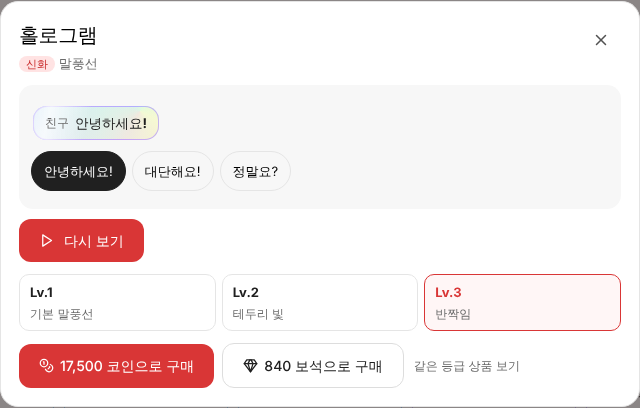 홀로그램
신화 말풍선
친구 안녕하세요!
안녕하세요! 대단해요! 정말요?
다시 보기
Lv.1 Lv.2 Lv.3
기본 말풍선 테두리 빛 반짝임
17,500 코인으로 구매 840 보석으로 구매 같은 등급 상품 보기